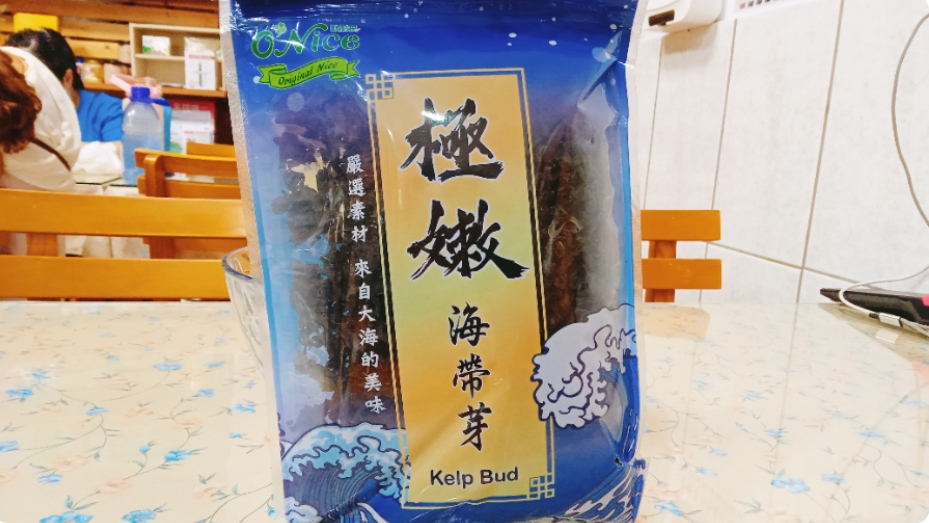 O'Nice
Original Nice
極嫩
海帶芽
Kelp Bud
嚴選素材 來自大海的美味